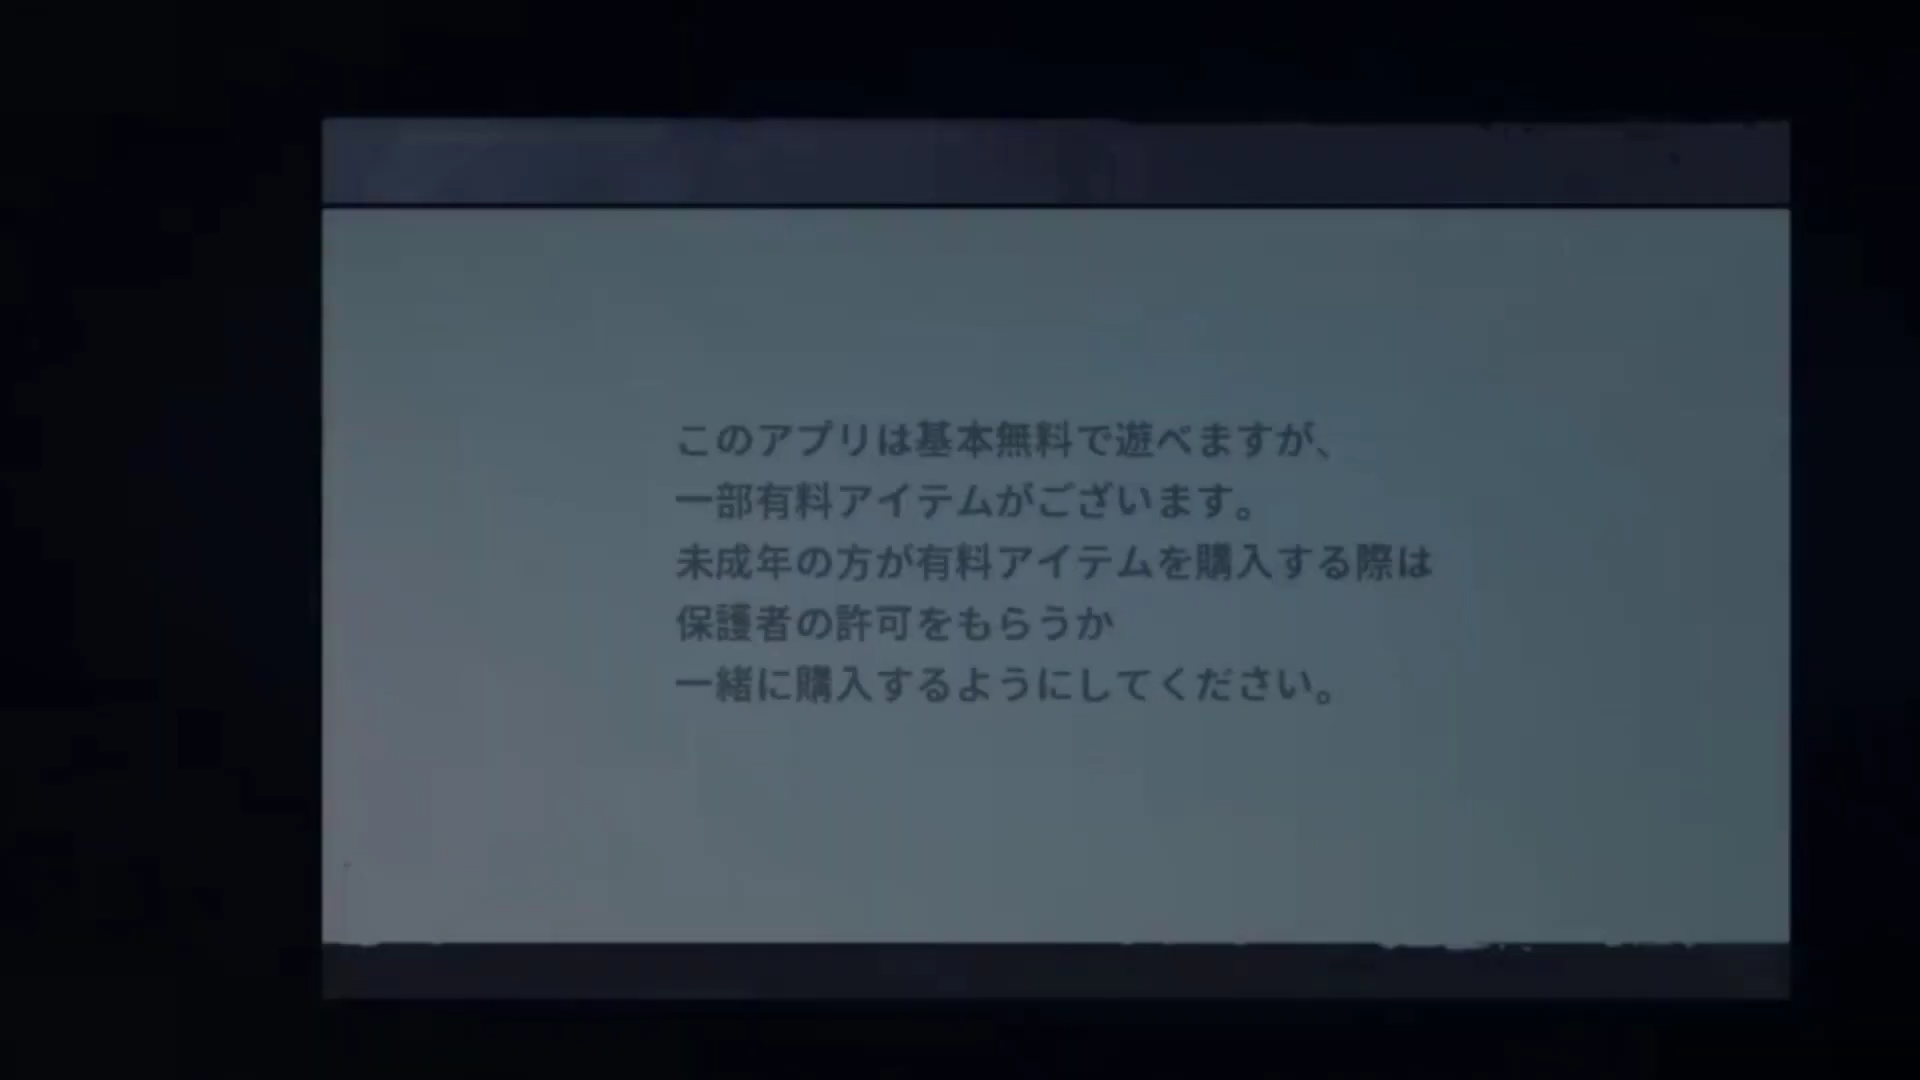 このアプリは基本無料で遊べますが、
一部有料アイテムがございます。
未成年の方が有料アイテムを購入する際は
保護者の許可をもらうか
一緒に購入するようにしてください。